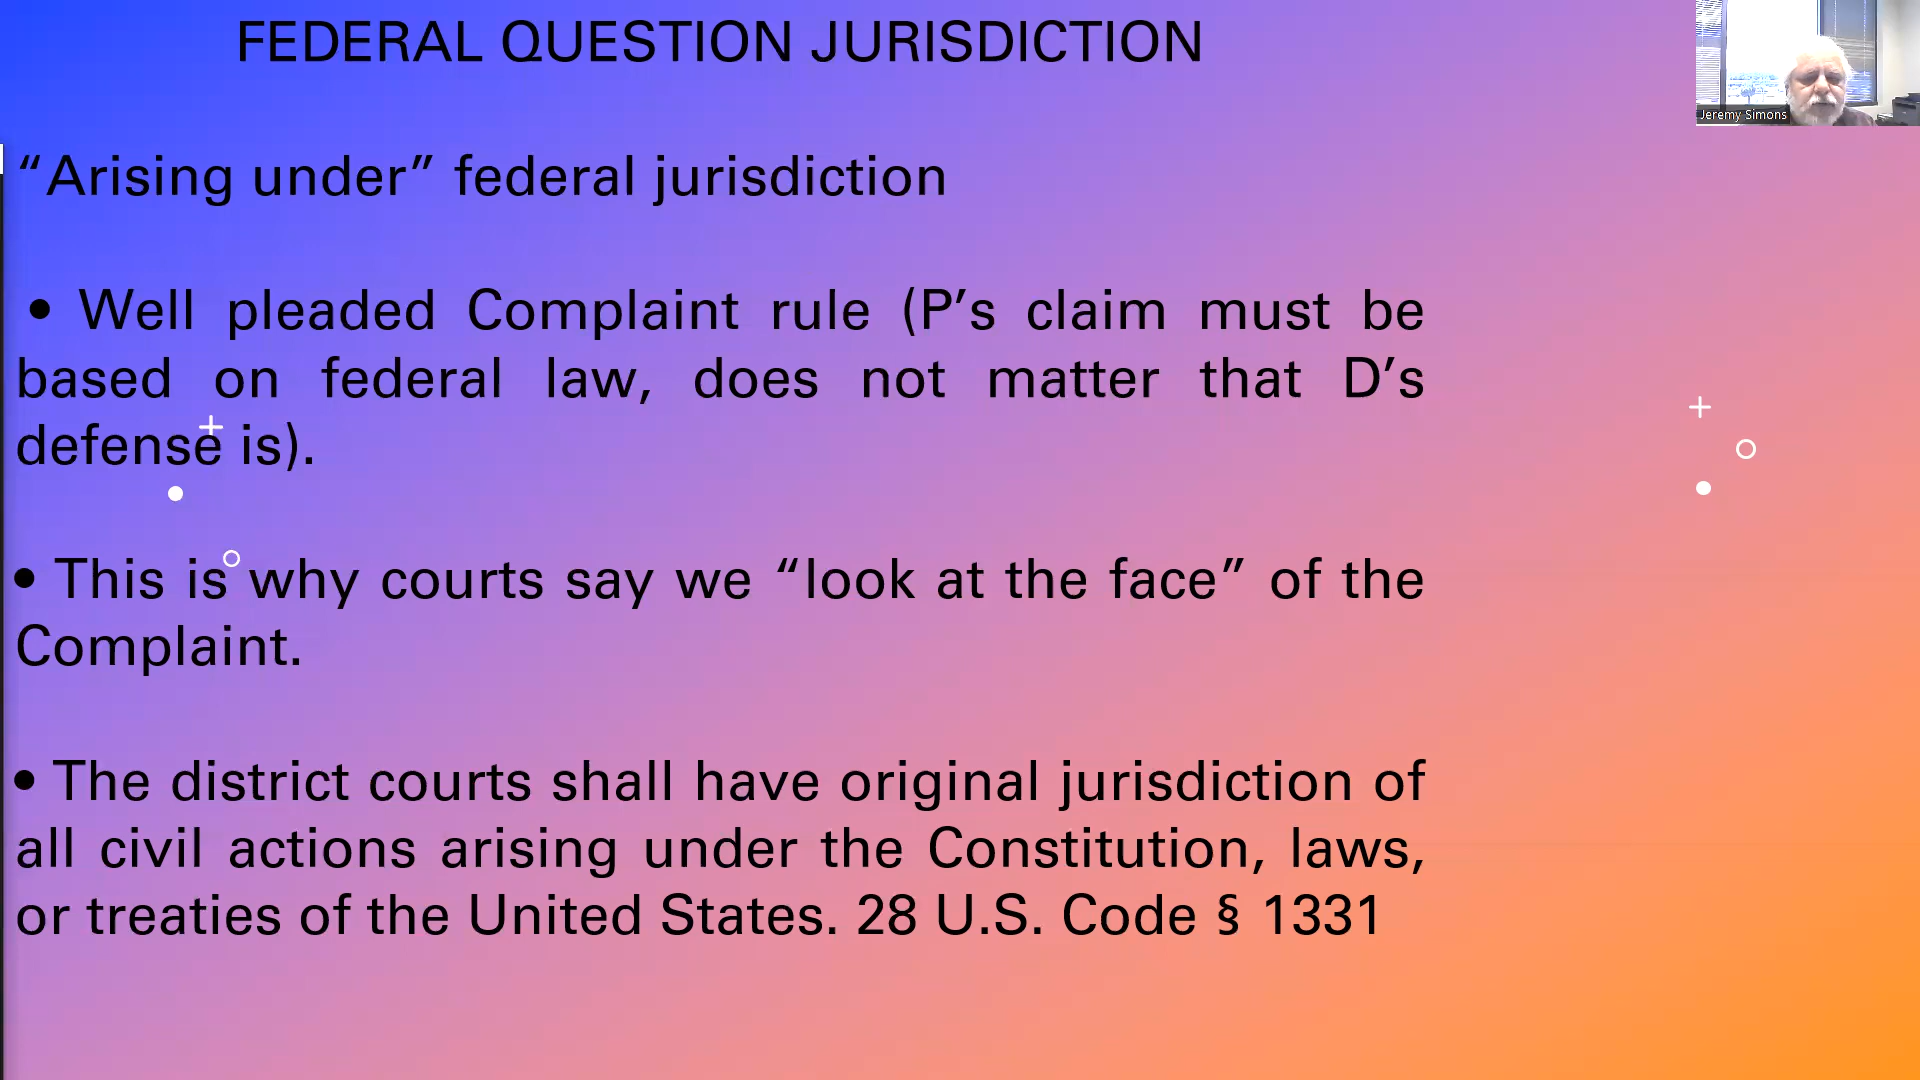 FEDERAL QUESTION JURISDICTION
Jeremy Simons
“Arising under” federal jurisdiction
• Well pleaded Complaint rule (P’s claim must be
based on federal law, does not matter that D’s
defense is).
• This is why courts say we “look at the face” of the
Complaint.
• The district courts shall have original jurisdiction of
all civil actions arising under the Constitution, laws,
or treaties of the United States. 28 U.S. Code § 1331